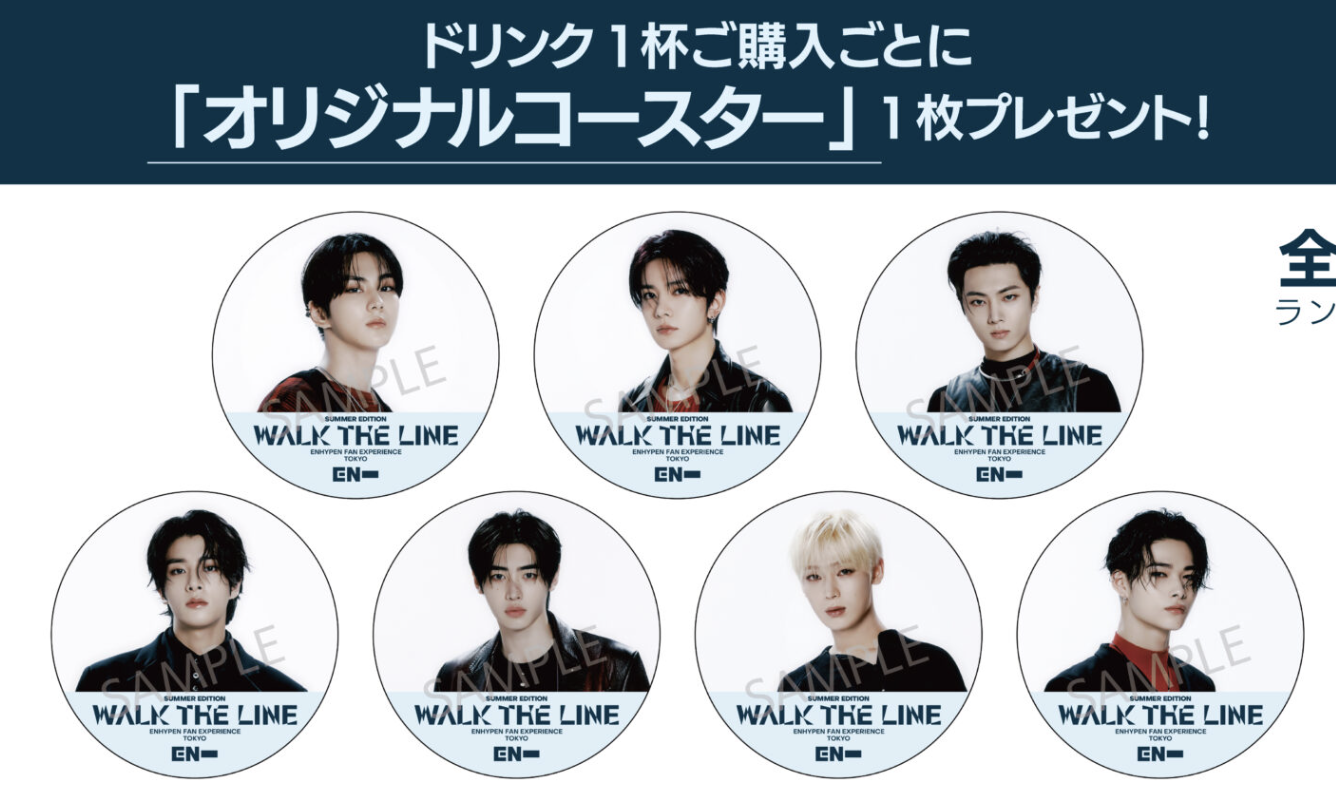 ドリンク1杯ご購入ごとに
「オリジナルコースター」1枚プレゼント!
全
ラン
SAMPLE
SUMMER EDITION
WALK THE LINE
ENHYPEN FAN EXPERIENCE
TOKYO
EN-
SAMPLE
SUMMER EDITION
WALK THE LINE
ENHYPEN FAN EXPERIENCE
TOKYO
EN-
SAMPLE
SUMMER EDITION
WALK THE LINE
ENHYPEN FAN EXPERIENCE
TOKYO
EN-
SAMPLE
SUMMER EDITION
WALK THE LINE
ENHYPEN FAN EXPERIENCE
TOKYO
EN-
SAMPLE
SUMMER EDITION
WALK THE LINE
ENHYPEN FAN EXPERIENCE
TOKYO
EN-
SAMPLE
SUMMER EDITION
WALK THE LINE
ENHYPEN FAN EXPERIENCE
TOKYO
EN-
SAMPLE
SUMMER EDITION
WALK THE LINE
ENHYPEN FAN EXPERIENCE
TOKYO
EN-